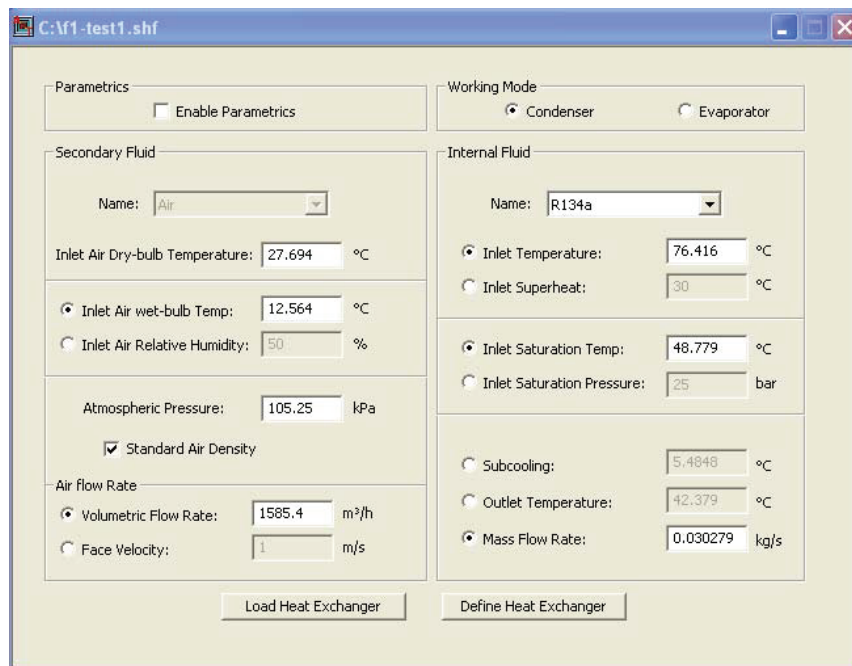 C:\f1-test1.shf
Parametrics
Enable Parametrics
Working Mode
Condenser
Evaporator
Secondary Fluid
Name: Air
Inlet Air Dry-bulb Temperature: 27.694 °C
Inlet Air wet-bulb Temp: 12.564 °C
Inlet Air Relative Humidity: 50 %
Atmospheric Pressure: 105.25 kPa
Standard Air Density
Air flow Rate
Volumetric Flow Rate: 1585.4 m³/h
Face Velocity: 1 m/s
Internal Fluid
Name: R134a
Inlet Temperature: 76.416 °C
Inlet Superheat: 30 °C
Inlet Saturation Temp: 48.779 °C
Inlet Saturation Pressure: 25 bar
Subcooling: 5.4848 °C
Outlet Temperature: 42.379 °C
Mass Flow Rate: 0.030279 kg/s
Load Heat Exchanger
Define Heat Exchanger